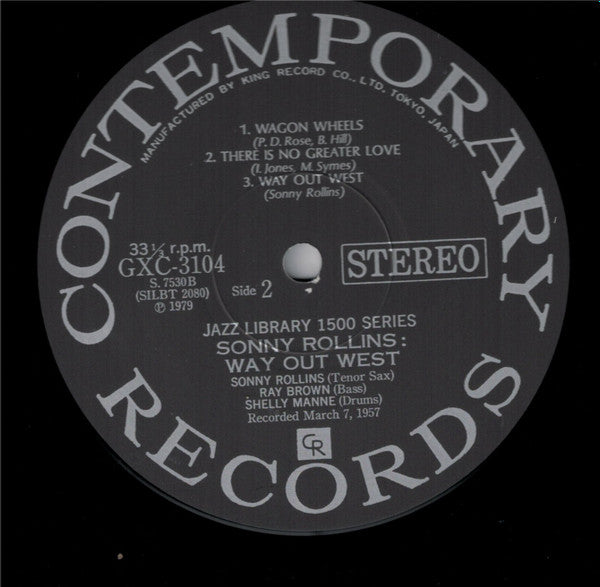 CONTEMPORARY
MANUFACTURED BY KING RECORD CO., LTD. TOKYO, JAPAN
1. WAGON WHEELS
(P. D. Rose, B. Hill)
2. THERE IS NO GREATER LOVE
(I. Jones, M. Symes)
3. WAY OUT WEST
(Sonny Rollins)
33⅓ r.p.m.
GXC-3104
S. 7530B
(SILBT 2080)
Ⓟ 1979
Side 2
STEREO
JAZZ LIBRARY 1500 SERIES
SONNY ROLLINS:
WAY OUT WEST
SONNY ROLLINS (Tenor Sax)
RAY BROWN (Bass)
SHELLY MANNE (Drums)
Recorded March 7, 1957
CR
RECORDS